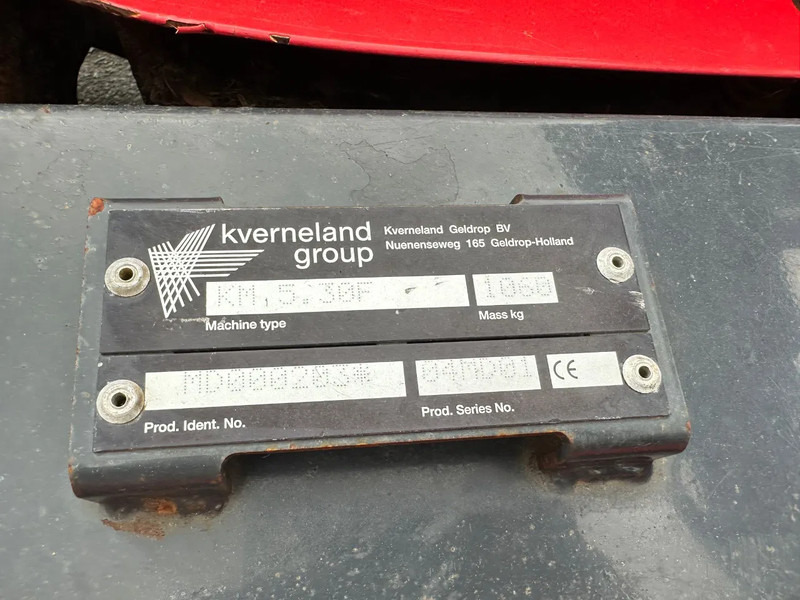 kverneland
group
Kverneland Geldrop BV
Nuenenseweg 165 Geldrop-Holland
KM.5.30F
1060
Machine type
Mass kg
MD000203*
04MD01
CE
Prod. Ident. No.
Prod. Series No.